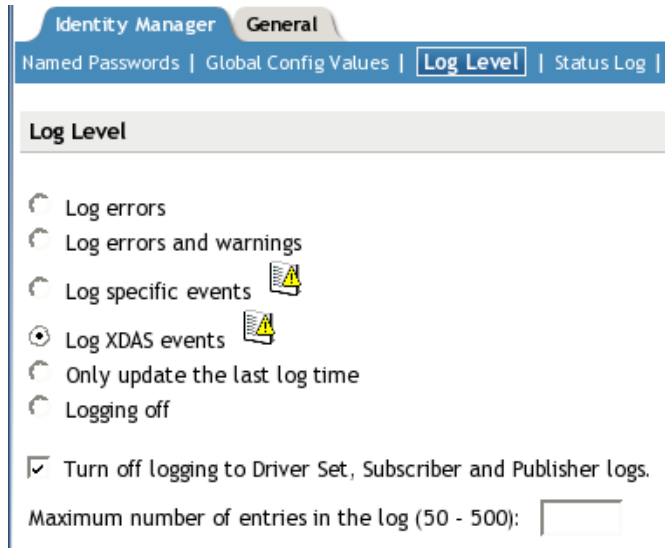 Identity Manager General
Named Passwords | Global Config Values | Log Level | Status Log |
Log Level
Log errors
Log errors and warnings
Log specific events
Log XDAS events
Only update the last log time
Logging off
Turn off logging to Driver Set, Subscriber and Publisher logs.
Maximum number of entries in the log (50 - 500):